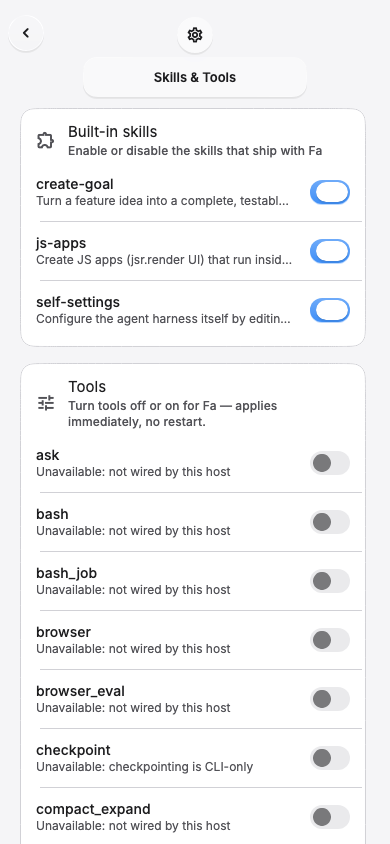 Skills & Tools
Built-in skills
Enable or disable the skills that ship with Fa
create-goal
Turn a feature idea into a complete, testabl...
js-apps
Create JS apps (jsr.render UI) that run insid...
self-settings
Configure the agent harness itself by editin...
Tools
Turn tools off or on for Fa — applies
immediately, no restart.
ask
Unavailable: not wired by this host
bash
Unavailable: not wired by this host
bash_job
Unavailable: not wired by this host
browser
Unavailable: not wired by this host
browser_eval
Unavailable: not wired by this host
checkpoint
Unavailable: checkpointing is CLI-only
compact_expand
Unavailable: not wired by this host